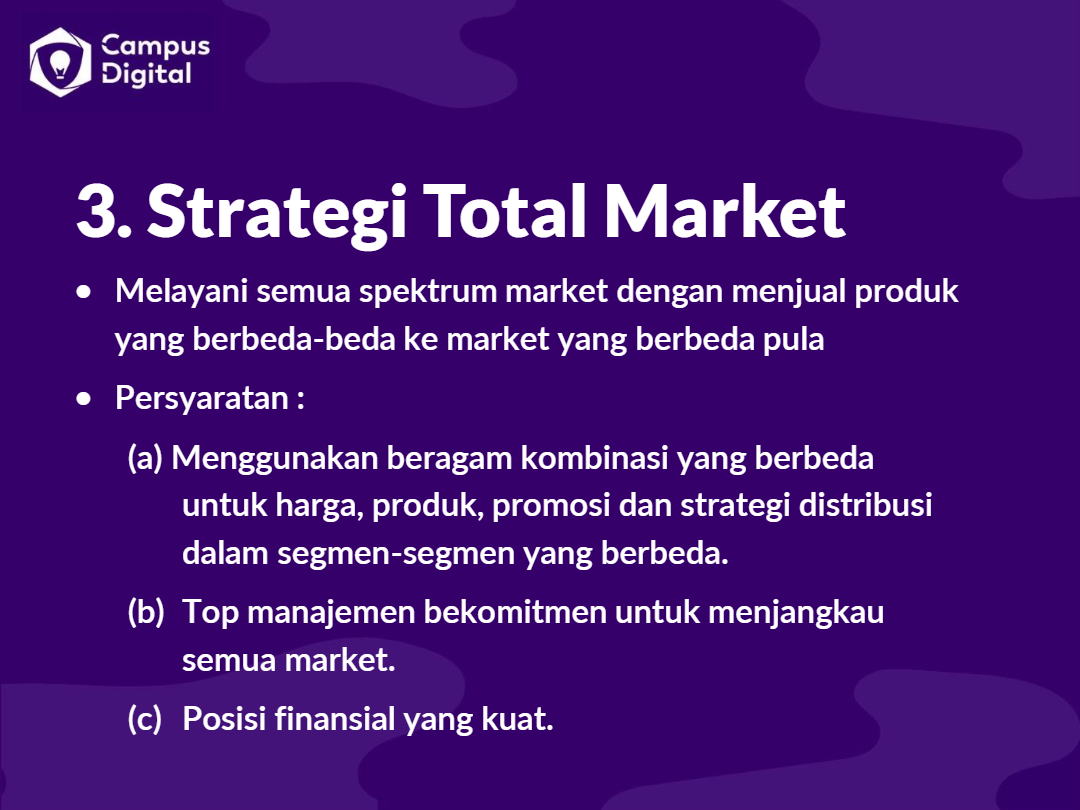 Campus
Digital
3. Strategi Total Market
• Melayani semua spektrum market dengan menjual produk
yang berbeda-beda ke market yang berbeda pula
• Persyaratan :
(a) Menggunakan beragam kombinasi yang berbeda
untuk harga, produk, promosi dan strategi distribusi
dalam segmen-segmen yang berbeda.
(b) Top manajemen bekomitmen untuk menjangkau
semua market.
(c) Posisi finansial yang kuat.